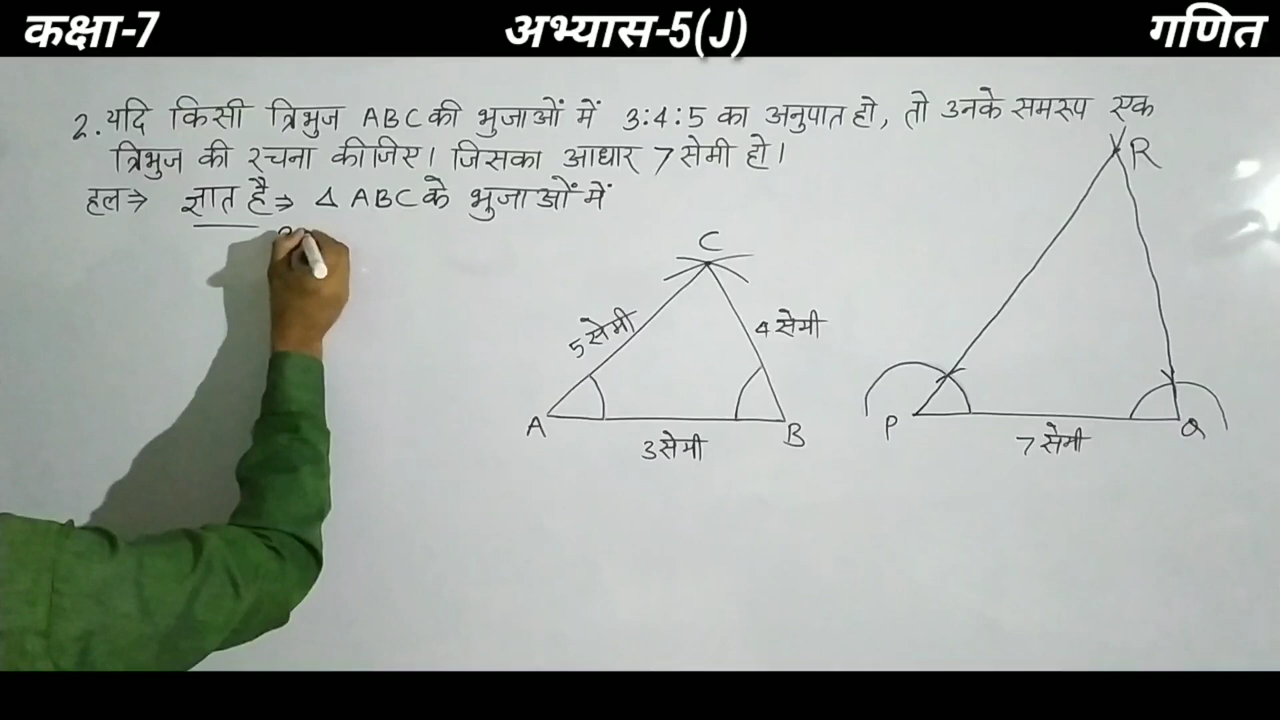 कक्षा-7 अभ्यास-5(J) गणित
2. यदि किसी त्रिभुज ABC की भुजाओं में 3:4:5 का अनुपात हो, तो उनके समरूप एक
त्रिभुज की रचना कीजिए। जिसका आधार 7 सेमी हो।
हल⇒ ज्ञात है⇒ Δ ABC के भुजाओं में
C
5 सेमी
4 सेमी
A
B
3 सेमी
R
P
Q
7 सेमी